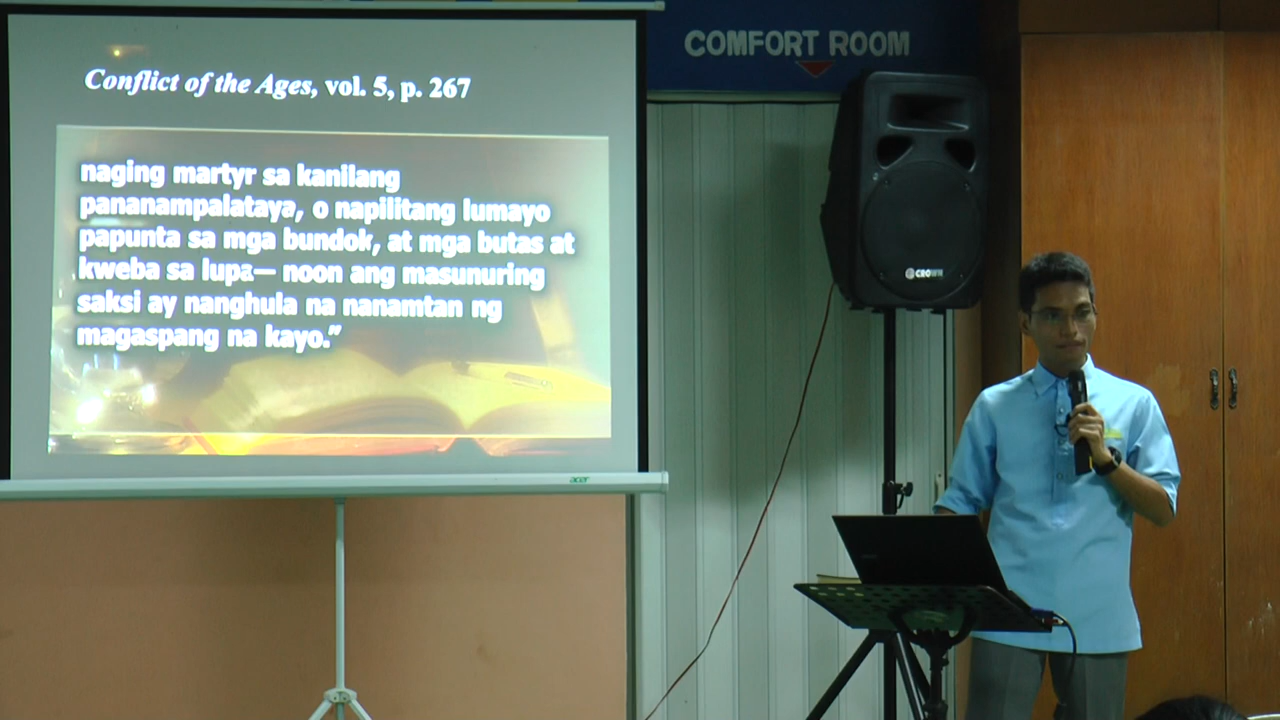 COMFORT ROOM
Conflict of the Ages, vol. 5, p. 267
naging martyr sa kanilang
pananampalataya, o napilitang lumayo
papunta sa mga bundok, at mga butas at
kweba sa lupa— noon ang masunuring
saksi ay nanghula na nanamtan ng
magaspang na kayo.”
CROWN
acer